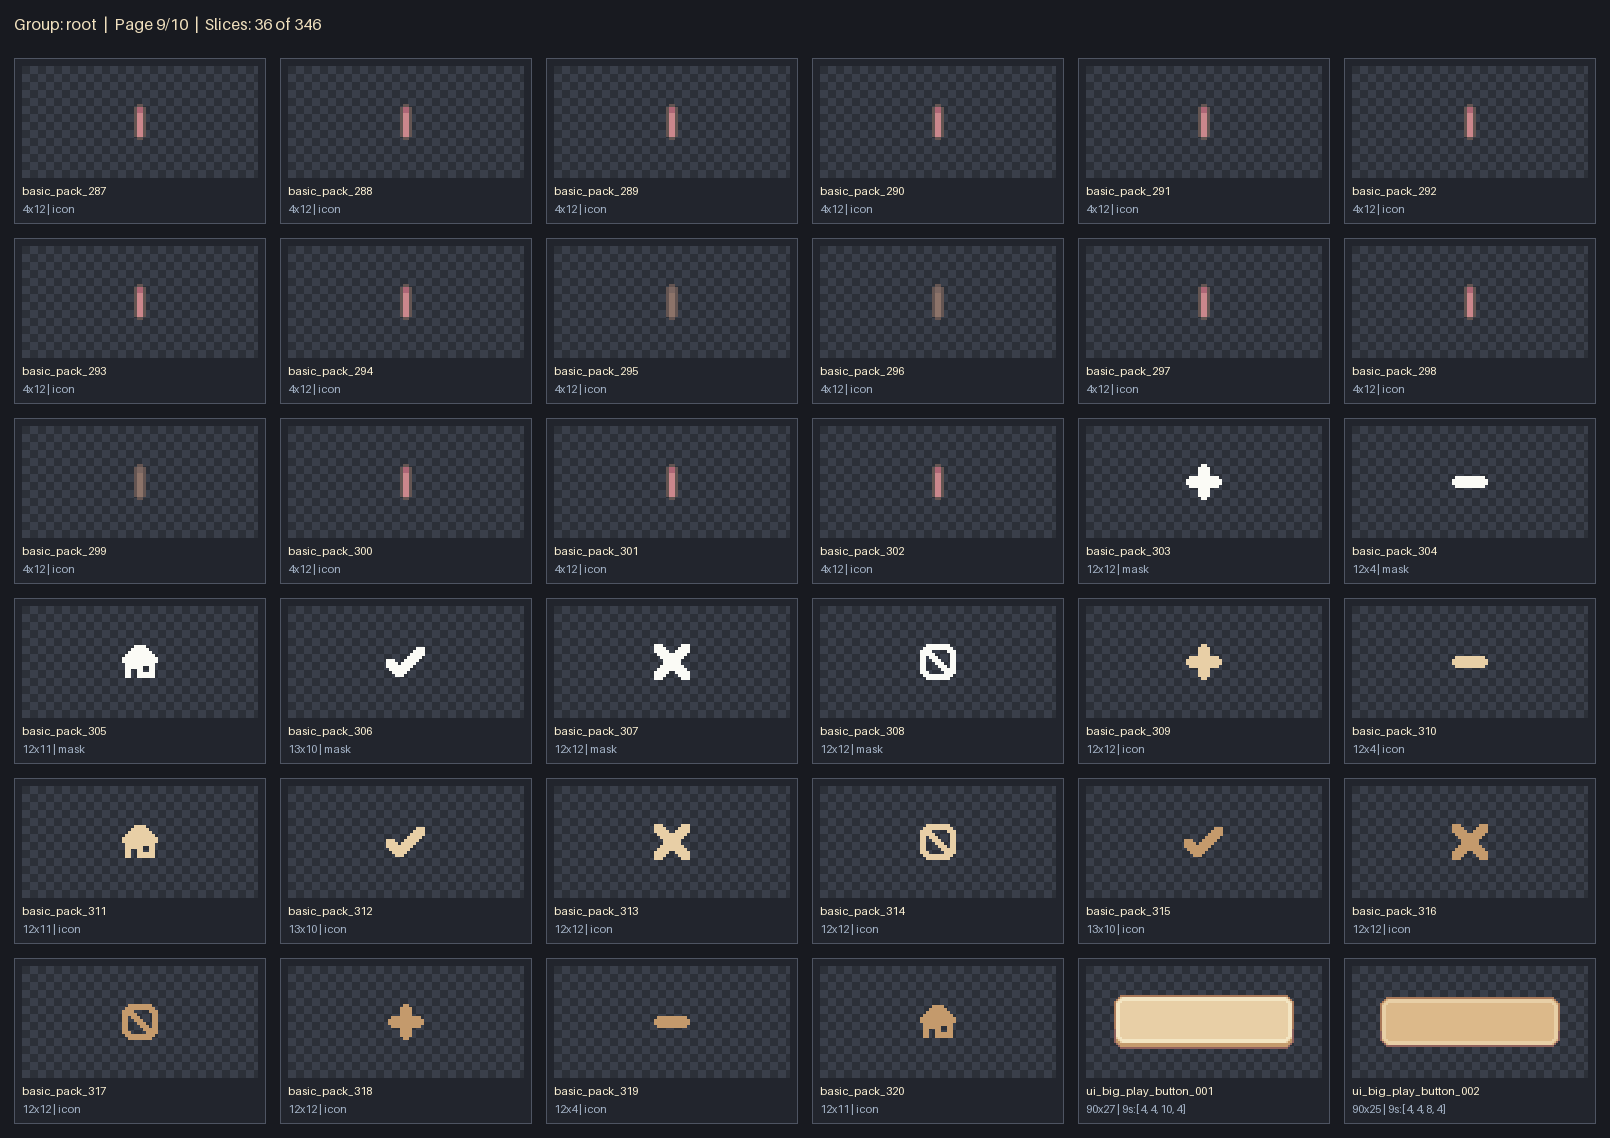 Group: root | Page 9/10 | Slices: 36 of 346
basic_pack_287
4x12 | icon
basic_pack_288
4x12 | icon
basic_pack_289
4x12 | icon
basic_pack_290
4x12 | icon
basic_pack_291
4x12 | icon
basic_pack_292
4x12 | icon
basic_pack_293
4x12 | icon
basic_pack_294
4x12 | icon
basic_pack_295
4x12 | icon
basic_pack_296
4x12 | icon
basic_pack_297
4x12 | icon
basic_pack_298
4x12 | icon
basic_pack_299
4x12 | icon
basic_pack_300
4x12 | icon
basic_pack_301
4x12 | icon
basic_pack_302
4x12 | icon
basic_pack_303
12x12 | mask
basic_pack_304
12x4 | mask
basic_pack_305
12x11 | mask
basic_pack_306
13x10 | mask
basic_pack_307
12x12 | mask
basic_pack_308
12x12 | mask
basic_pack_309
12x12 | icon
basic_pack_310
12x4 | icon
basic_pack_311
12x11 | icon
basic_pack_312
13x10 | icon
basic_pack_313
12x12 | icon
basic_pack_314
12x12 | icon
basic_pack_315
13x10 | icon
basic_pack_316
12x12 | icon
basic_pack_317
12x12 | icon
basic_pack_318
12x12 | icon
basic_pack_319
12x4 | icon
basic_pack_320
12x11 | icon
ui_big_play_button_001
90x27 | 9s:[4, 4, 10, 4]
ui_big_play_button_002
90x25 | 9s:[4, 4, 8, 4]